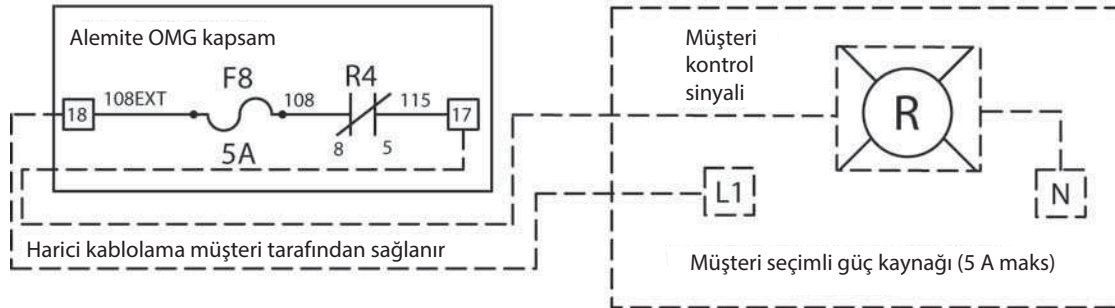 Alemite OMG kapsam
F8
R4
18
108EXT
108
115
17
5A
8
5
Harici kablolama müşteri tarafından sağlanır
Müşteri
kontrol
sinyali
R
L1
N
Müşteri seçimli güç kaynağı (5 A maks)